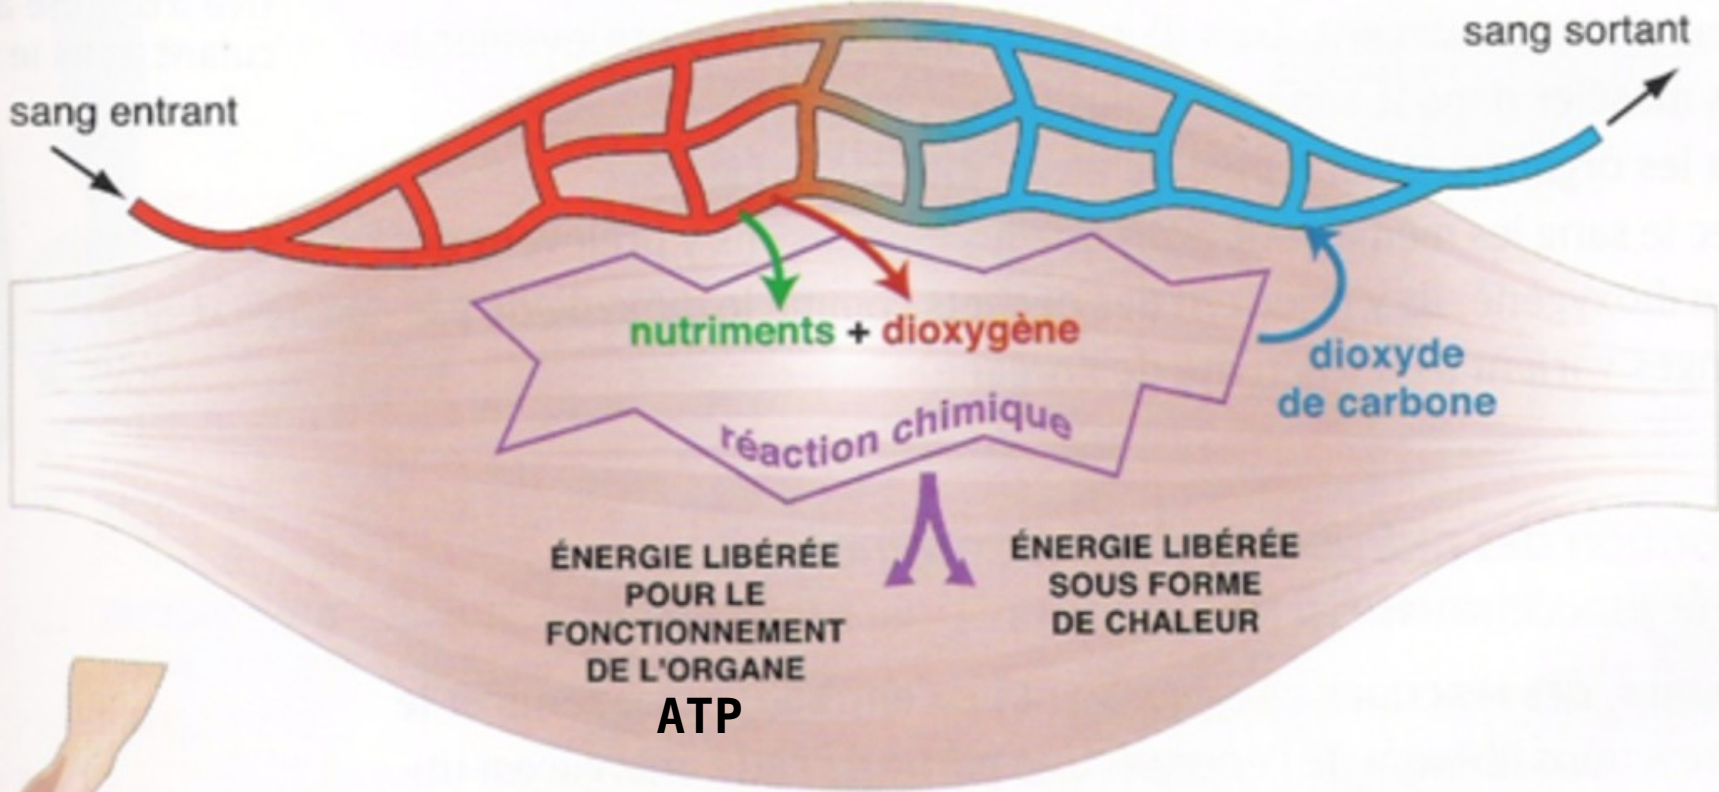 sang sortant
sang entrant
nutriments + dioxygène
dioxyde
de carbone
réaction chimique
ÉNERGIE LIBÉRÉE
POUR LE
FONCTIONNEMENT
DE L'ORGANE
ATP
ÉNERGIE LIBÉRÉE
SOUS FORME
DE CHALEUR